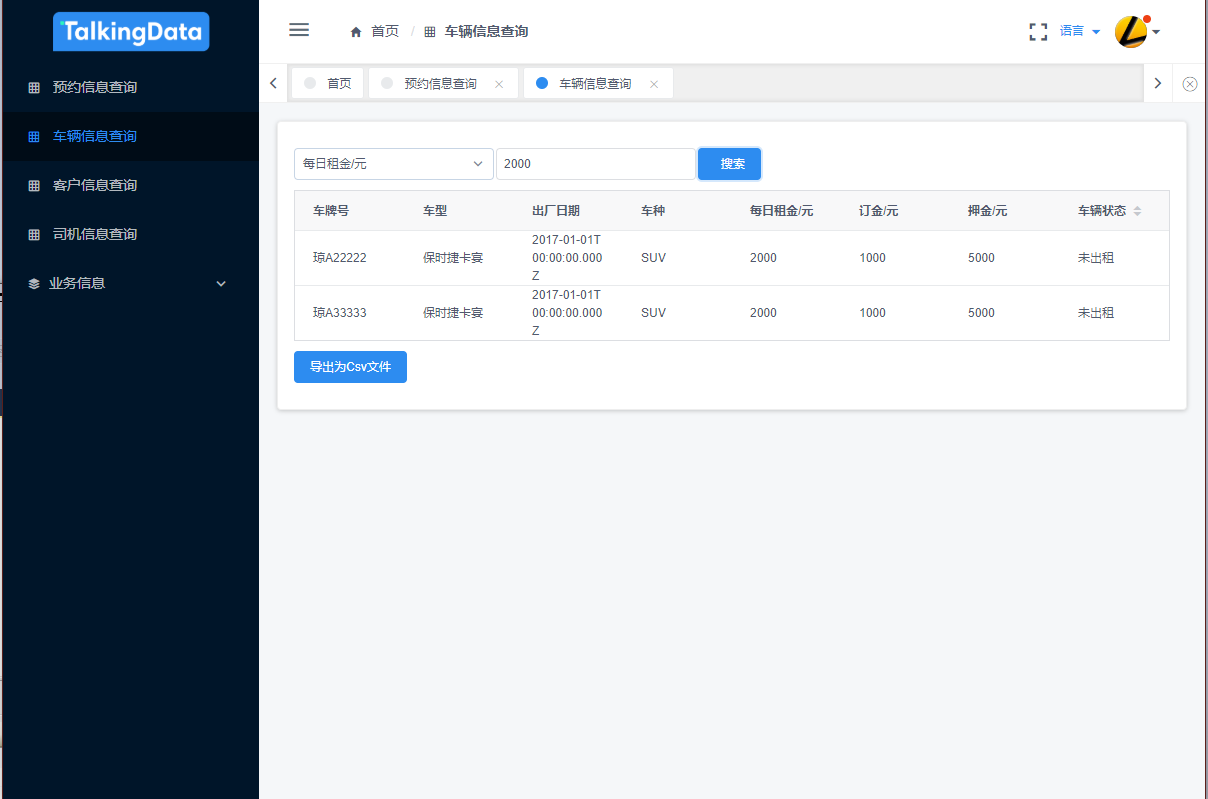 TalkingData
预约信息查询
车辆信息查询
客户信息查询
司机信息查询
业务信息
首页 / 车辆信息查询
语言
首页 预约信息查询 车辆信息查询
每日租金/元 2000 搜索
车牌号 车型 出厂日期 车种 每日租金/元 订金/元 押金/元 车辆状态
琼A22222 保时捷卡宴 2017-01-01T00:00:00.000Z SUV 2000 1000 5000 未出租
琼A33333 保时捷卡宴 2017-01-01T00:00:00.000Z SUV 2000 1000 5000 未出租
导出为Csv文件